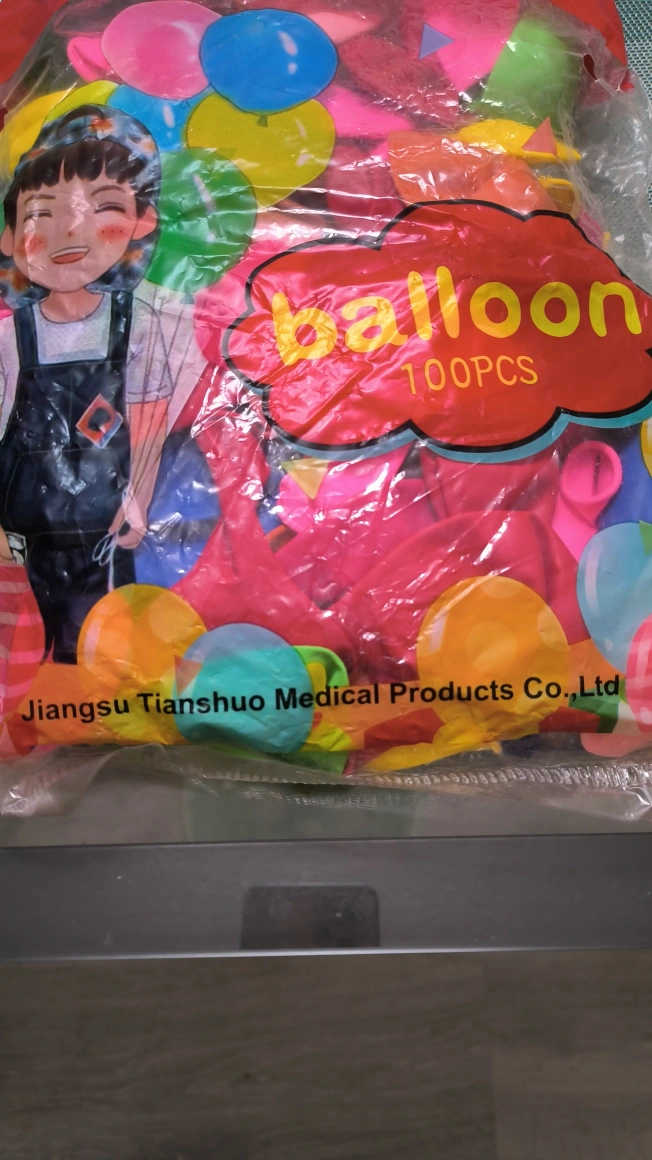 balloon
100PCS
Jiangsu Tianshuo Medical Products Co.,Ltd